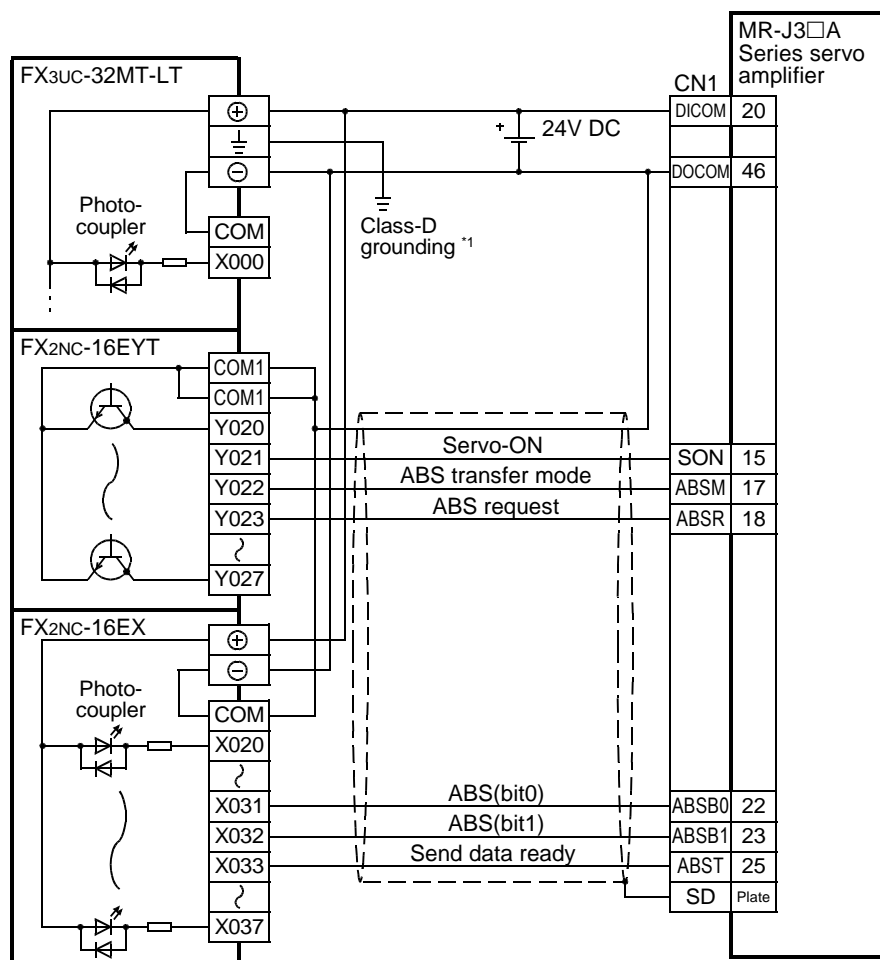 MR-J3□A
Series servo
amplifier
CN1
FX3UC-32MT-LT
⊕
⊖
COM
X000
Photo-
coupler
Class-D
grounding *1
+
24V DC
DICOM 20
DOCOM 46
FX2NC-16EYT
COM1
COM1
Y020
Y021
Y022
Y023
Y027
Servo-ON
ABS transfer mode
ABS request
SON 15
ABSM 17
ABSR 18
FX2NC-16EX
⊕
⊖
COM
X020
X031
X032
X033
X037
Photo-
coupler
ABS(bit0)
ABS(bit1)
Send data ready
ABSB0 22
ABSB1 23
ABST 25
SD Plate